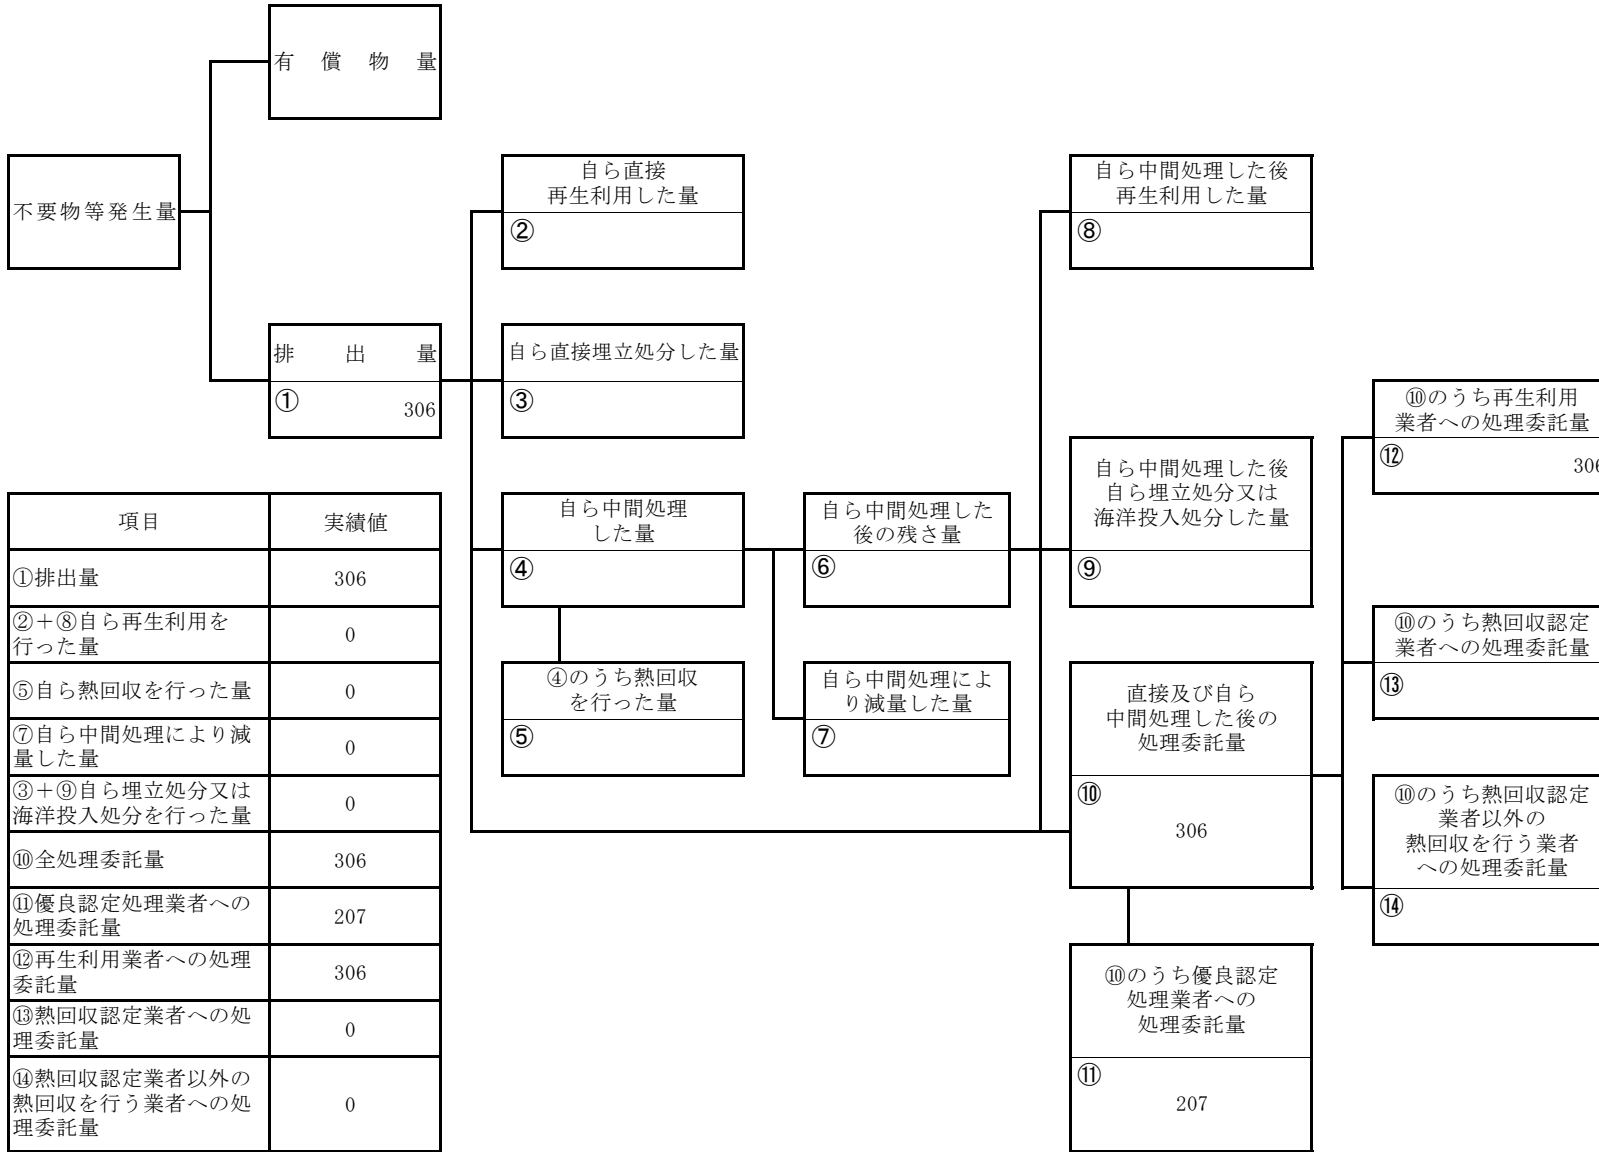 有償物量
不要物等発生量
自ら直接
再生利用した量
②
自ら中間処理した後
再生利用した量
⑧
排出量
① 306
自ら直接埋立処分した量
③
⑩のうち再生利用
業者への処理委託量
⑫ 306
自ら中間処理した後
自ら埋立処分又は
海洋投入処分した量
⑨
自ら中間処理
した量
④
自ら中間処理した
後の残さ量
⑥
④のうち熱回収
を行った量
⑤
自ら中間処理によ
り減量した量
⑦
直接及び自ら
中間処理した後の
処理委託量
⑩
306
⑩のうち熱回収認定
業者への処理委託量
⑬
⑩のうち熱回収認定
業者以外の
熱回収を行う業者
への処理委託量
⑭
⑩のうち優良認定
処理業者への
処理委託量
⑪
207
項目 実績値
①排出量 306
②+⑧自ら再生利用を
行った量 0
⑤自ら熱回収を行った量 0
⑦自ら中間処理により減
量した量 0
③+⑨自ら埋立処分又は
海洋投入処分を行った量 0
⑩全処理委託量 306
⑪優良認定処理業者への
処理委託量 207
⑫再生利用業者への処理
委託量 306
⑬熱回収認定業者への処
理委託量 0
⑭熱回収認定業者以外の
熱回収を行う業者への処
理委託量 0